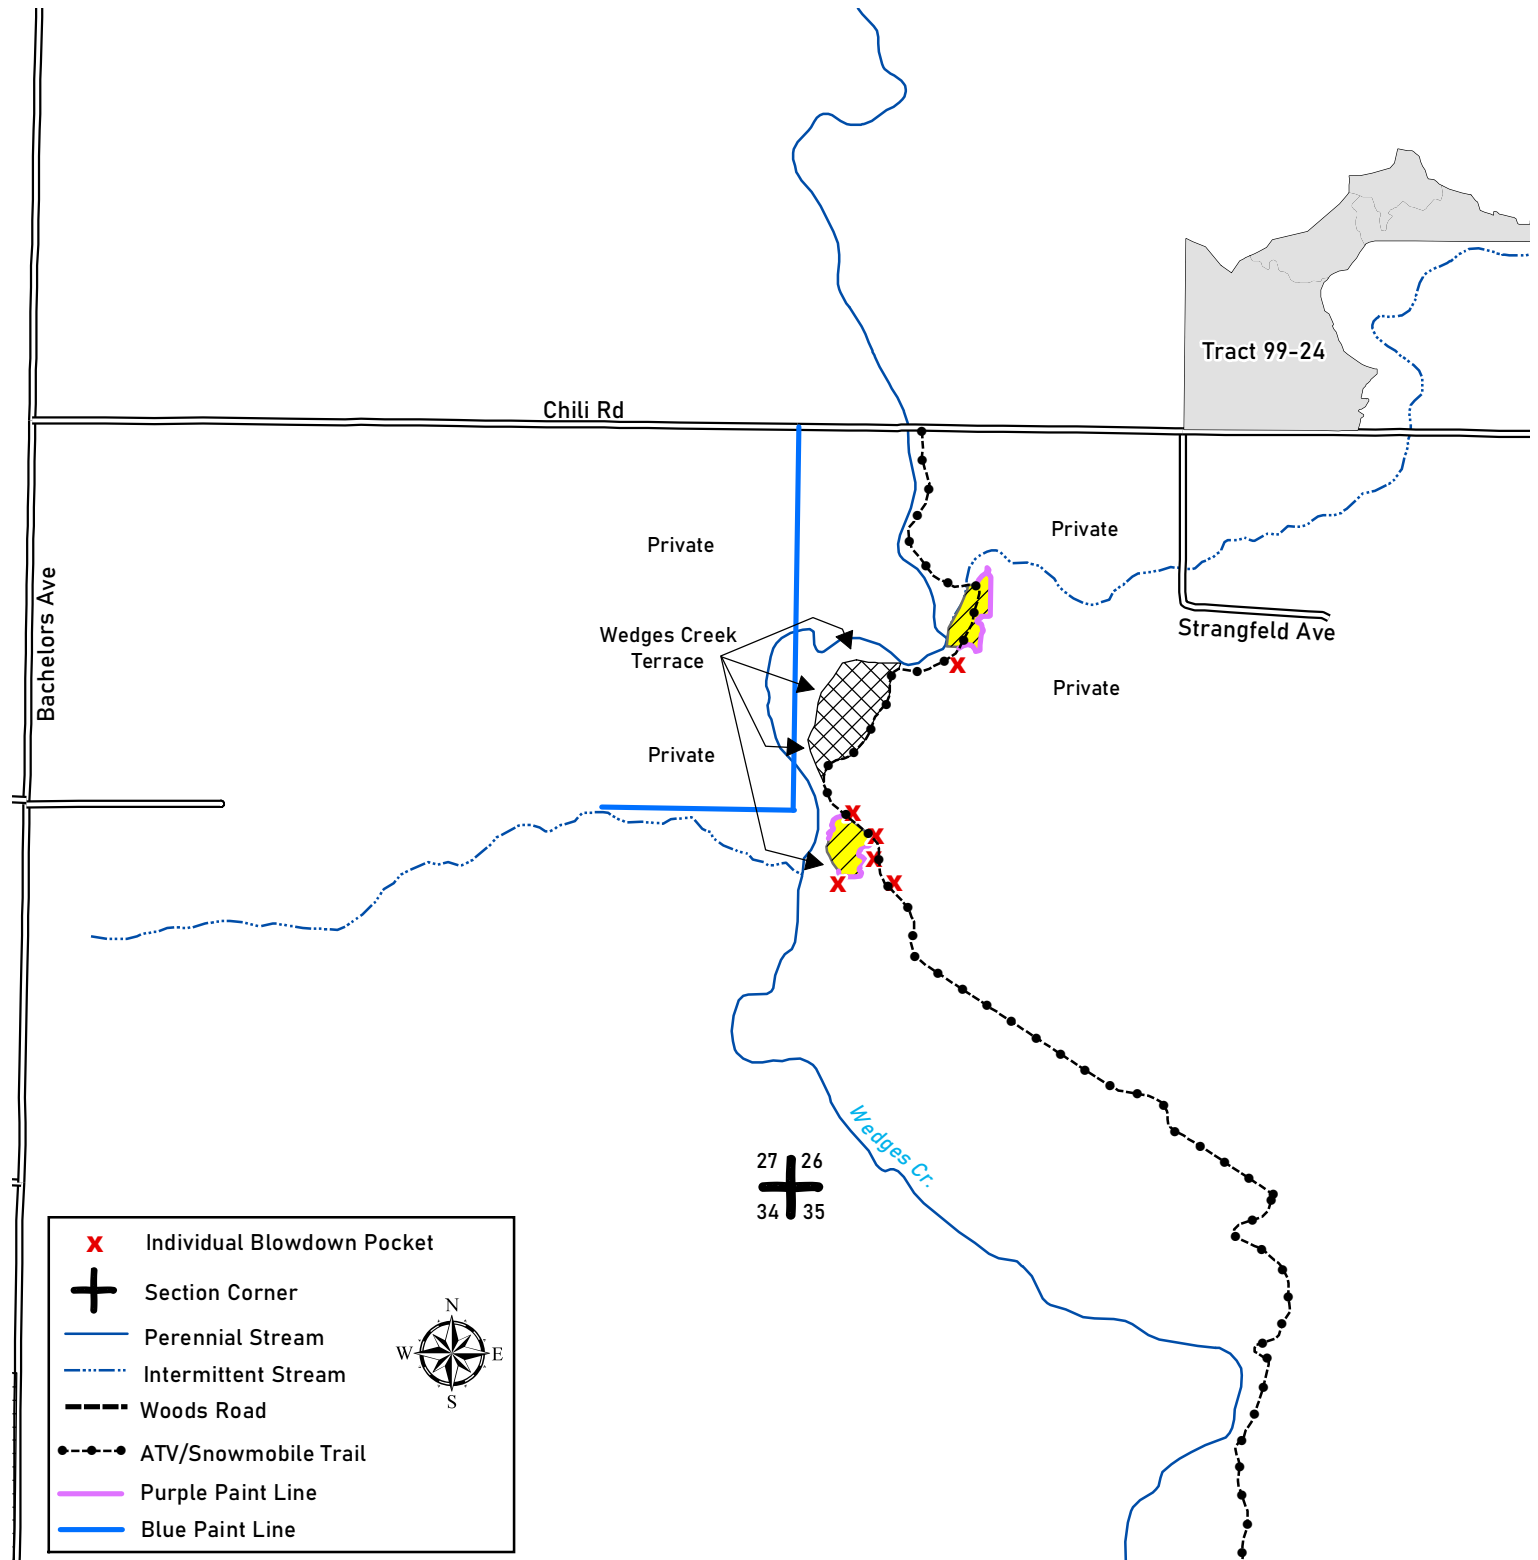 Tract 99-24
Chili Rd
Private
Private
Bachelors Ave
Strangfeld Ave
Wedges Creek
Terrace
Private
Private
x
x
x
x
x
x
Wedges Cr.
27 26
34 35
x Individual Blowdown Pocket
Section Corner
Perennial Stream
Intermittent Stream
Woods Road
ATV/Snowmobile Trail
Purple Paint Line
Blue Paint Line
N
W E
S